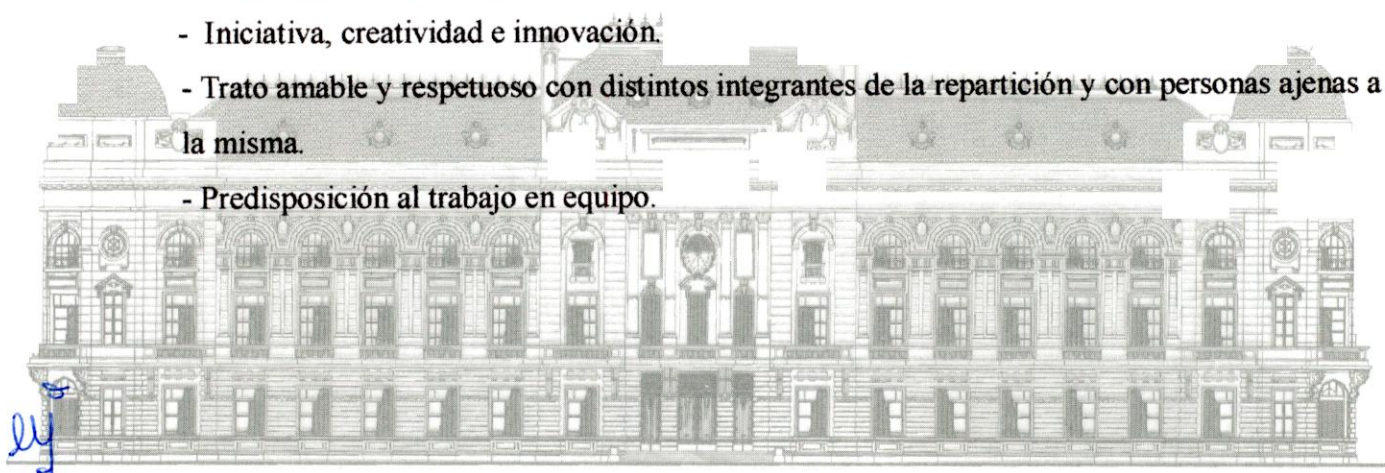 - Iniciativa, creatividad e innovación.
- Trato amable y respetuoso con distintos integrantes de la repartición y con personas ajenas a
la misma.
- Predisposición al trabajo en equipo.